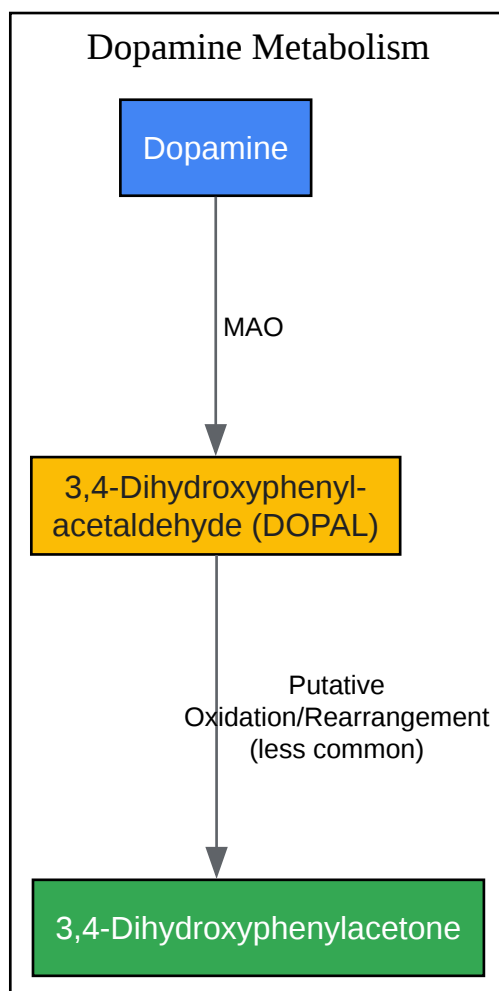 Dopamine Metabolism
Dopamine
MAO
3,4-Dihydroxyphenyl-
acetaldehyde (DOPAL)
Putative
Oxidation/Rearrangement
(less common)
3,4-Dihydroxyphenylacetone